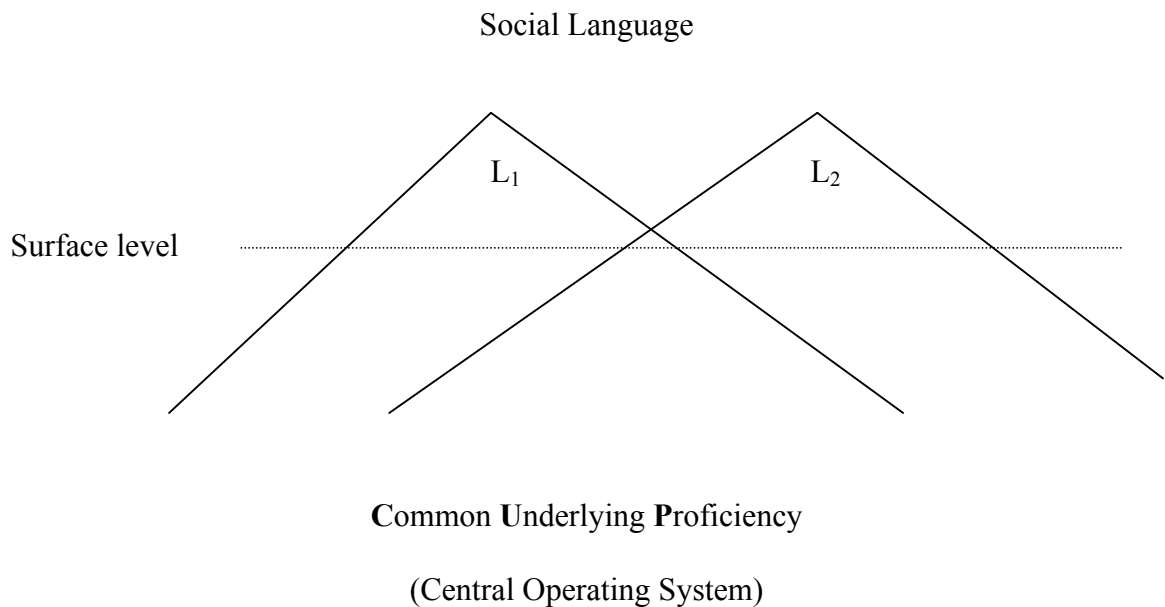 Social Language
L₁
L₂
Surface level
Common Underlying Proficiency
(Central Operating System)